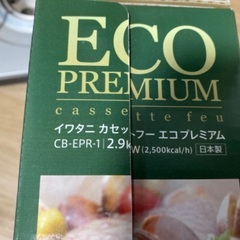 ECO
PREMIUM
cassette feu
イワタニ カセットフー エコプレミアム
CB-EPR-1 2.9kW(2,500kcal/h) 日本製